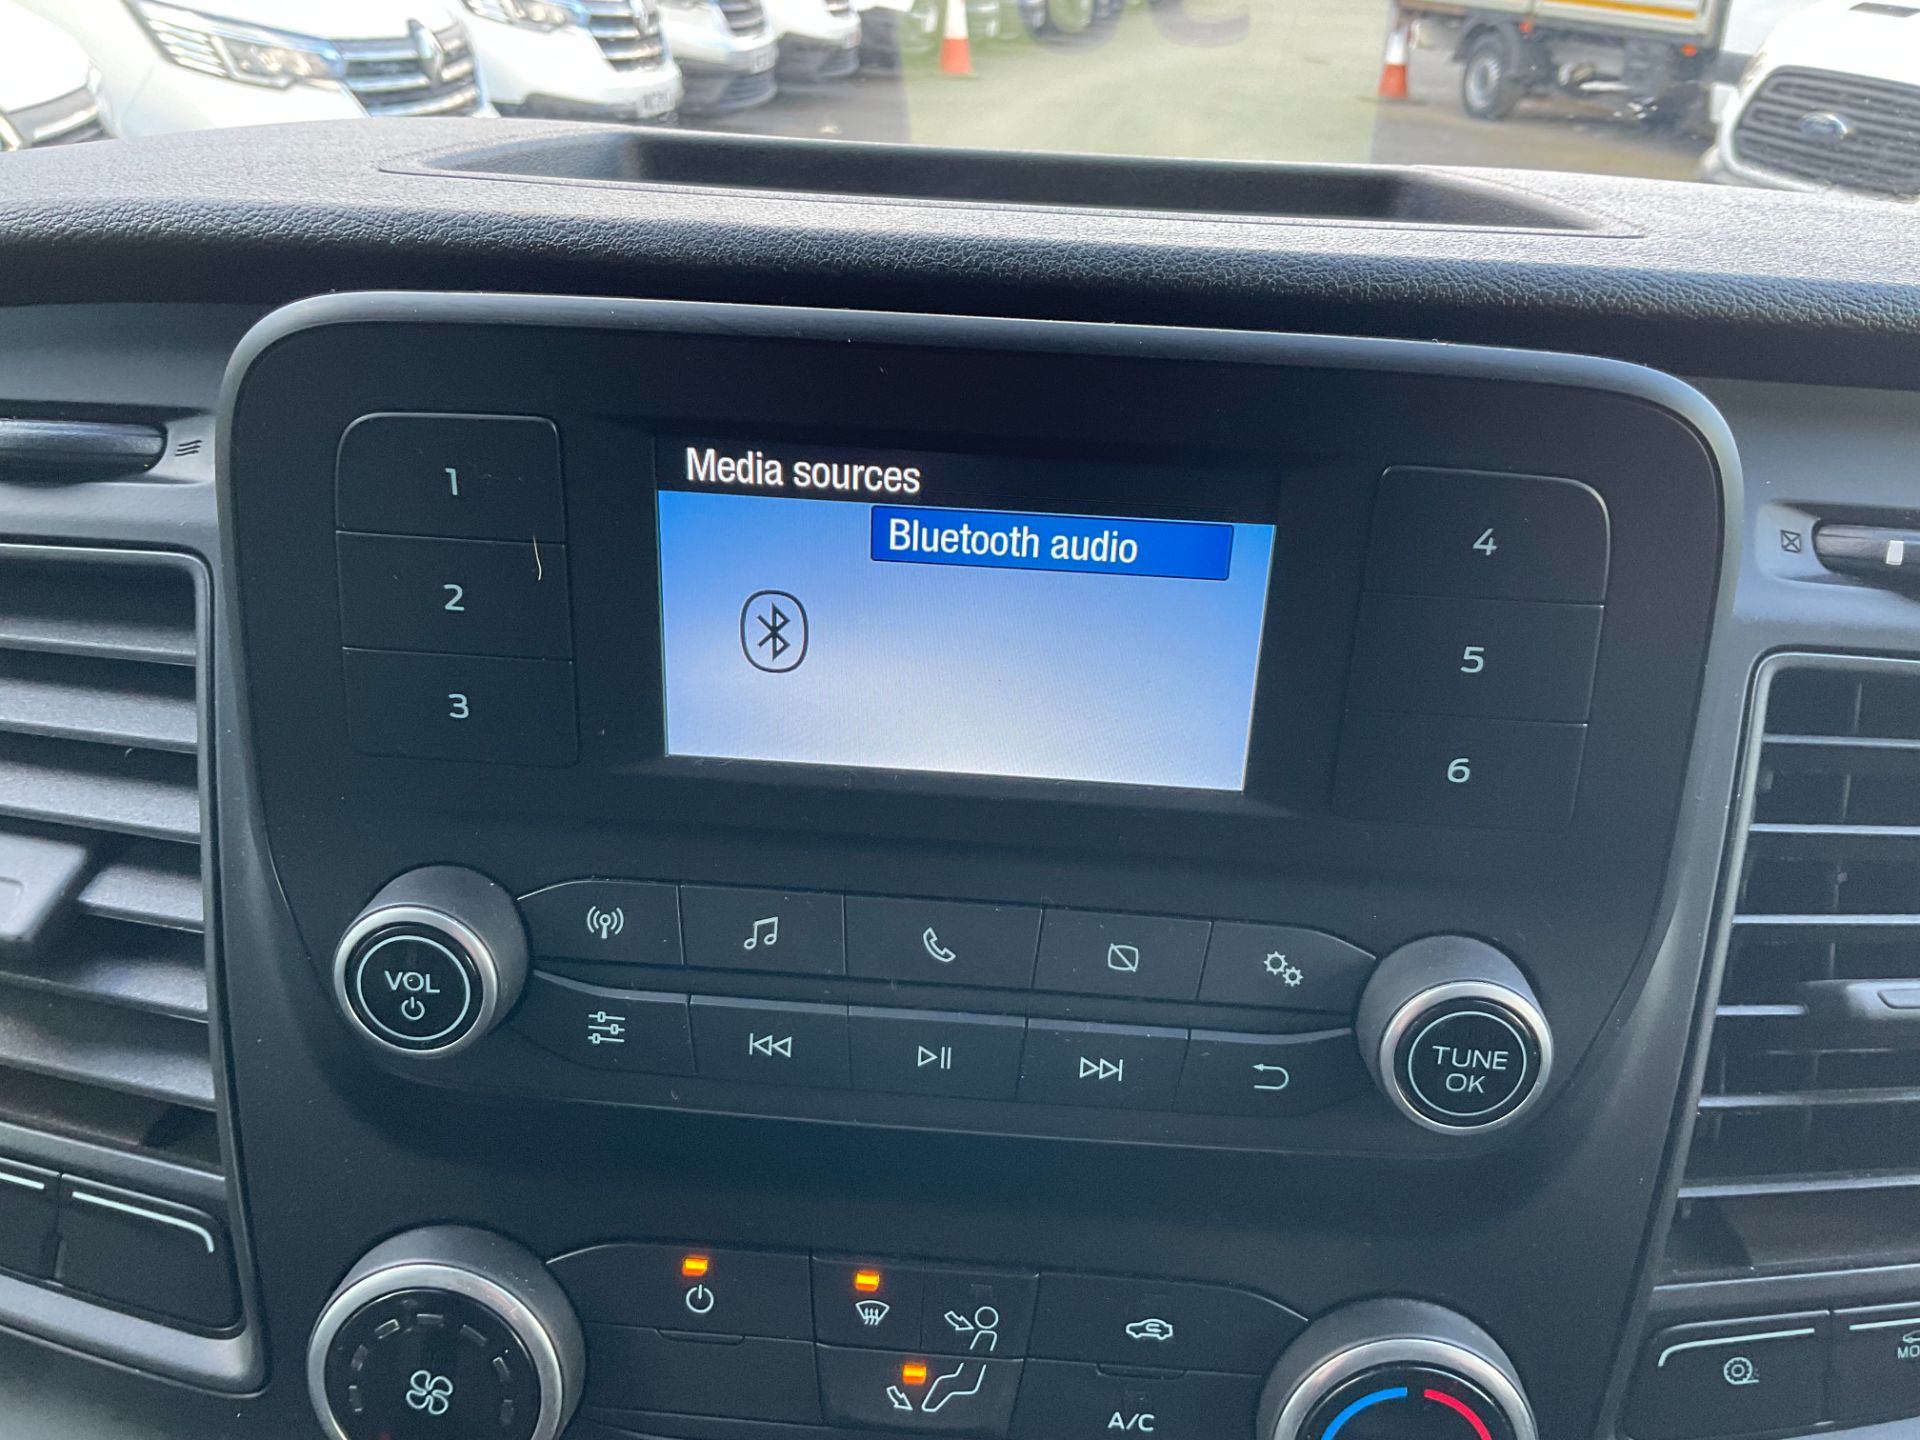 Media sources
Bluetooth audio
1
2
3
4
5
6
VOL
TUNE
OK
A/C